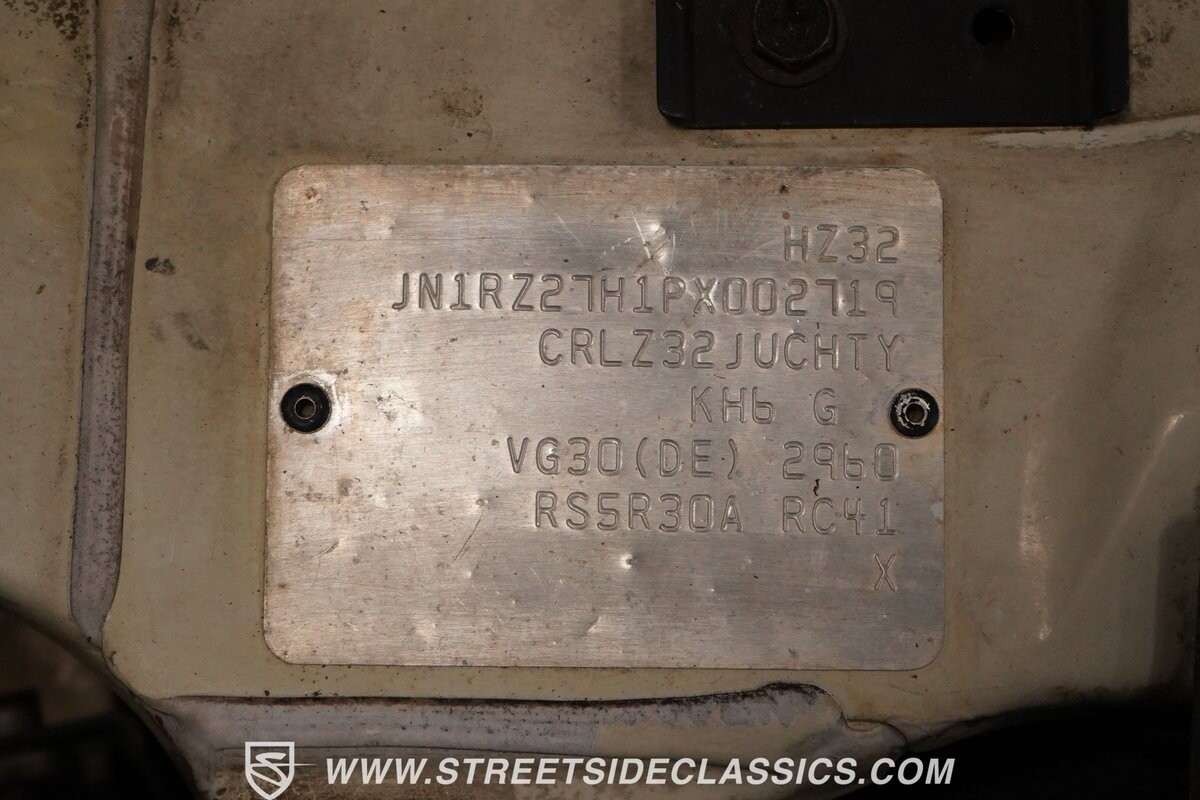 HZ32
JN1RZ27H1PX002719
CRLZ32JUCHTY
KH6 G
VG30(DE) 2960
RS5R30A RC41
X
WWW.STREETSIDECLASSICS.COM